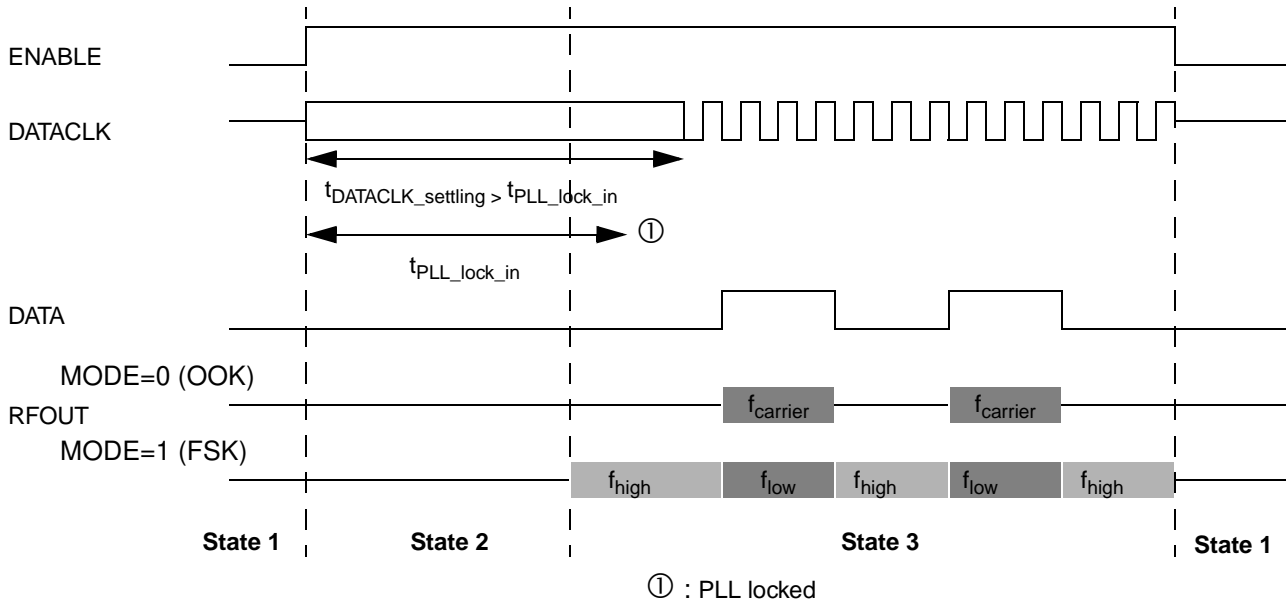 ENABLE
DATACLK
tDATACLK_settling > tPLL_lock_in
①
tPLL_lock_in
DATA
MODE=0 (OOK)
fcarrier fcarrier
RFOUT
MODE=1 (FSK)
fhigh flow fhigh flow fhigh
State 1 State 2 State 3 State 1
① : PLL locked